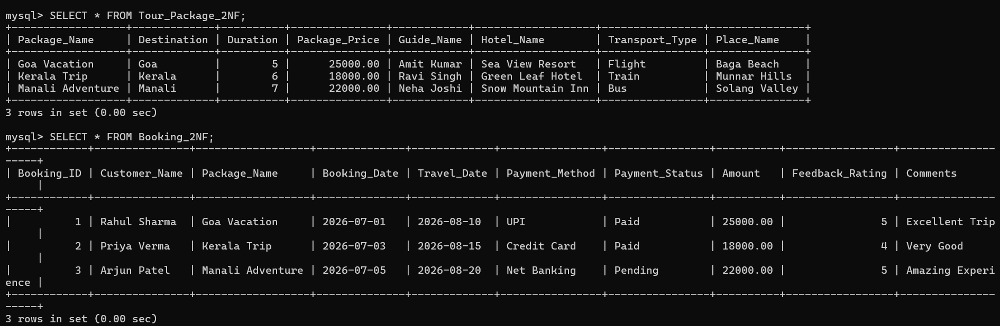 mysql> SELECT * FROM Tour_Package_2NF;
+------------------+-------------+----------+---------------+------------+-------------------+----------------+---------------+
| Package_Name     | Destination | Duration | Package_Price | Guide_Name | Hotel_Name        | Transport_Type | Place_Name    |
+------------------+-------------+----------+---------------+------------+-------------------+----------------+---------------+
| Goa Vacation     | Goa         |        5 |      25000.00 | Amit Kumar | Sea View Resort   | Flight         | Baga Beach    |
| Kerala Trip      | Kerala      |        6 |      18000.00 | Ravi Singh | Green Leaf Hotel  | Train          | Munnar Hills  |
| Manali Adventure | Manali      |        7 |      22000.00 | Neha Joshi | Snow Mountain Inn | Bus            | Solang Valley |
+------------------+-------------+----------+---------------+------------+-------------------+----------------+---------------+
3 rows in set (0.00 sec)

mysql> SELECT * FROM Booking_2NF;
+------------+---------------+------------------+--------------+-------------+----------------+----------------+----------+-----------------+---------------
-----+
| Booking_ID | Customer_Name | Package_Name     | Booking_Date | Travel_Date | Payment_Method | Payment_Status | Amount   | Feedback_Rating | Comments
     |
+------------+---------------+------------------+--------------+-------------+----------------+----------------+----------+-----------------+---------------
-----+
|          1 | Rahul Sharma  | Goa Vacation     | 2026-07-01   | 2026-08-10  | UPI            | Paid           | 25000.00 |               5 | Excellent Trip
     |
|          2 | Priya Verma   | Kerala Trip      | 2026-07-03   | 2026-08-15  | Credit Card    | Paid           | 18000.00 |               4 | Very Good
     |
|          3 | Arjun Patel   | Manali Adventure | 2026-07-05   | 2026-08-20  | Net Banking    | Pending        | 22000.00 |               5 | Amazing Experi
ence |
+------------+---------------+------------------+--------------+-------------+----------------+----------------+----------+-----------------+---------------
-----+
3 rows in set (0.00 sec)